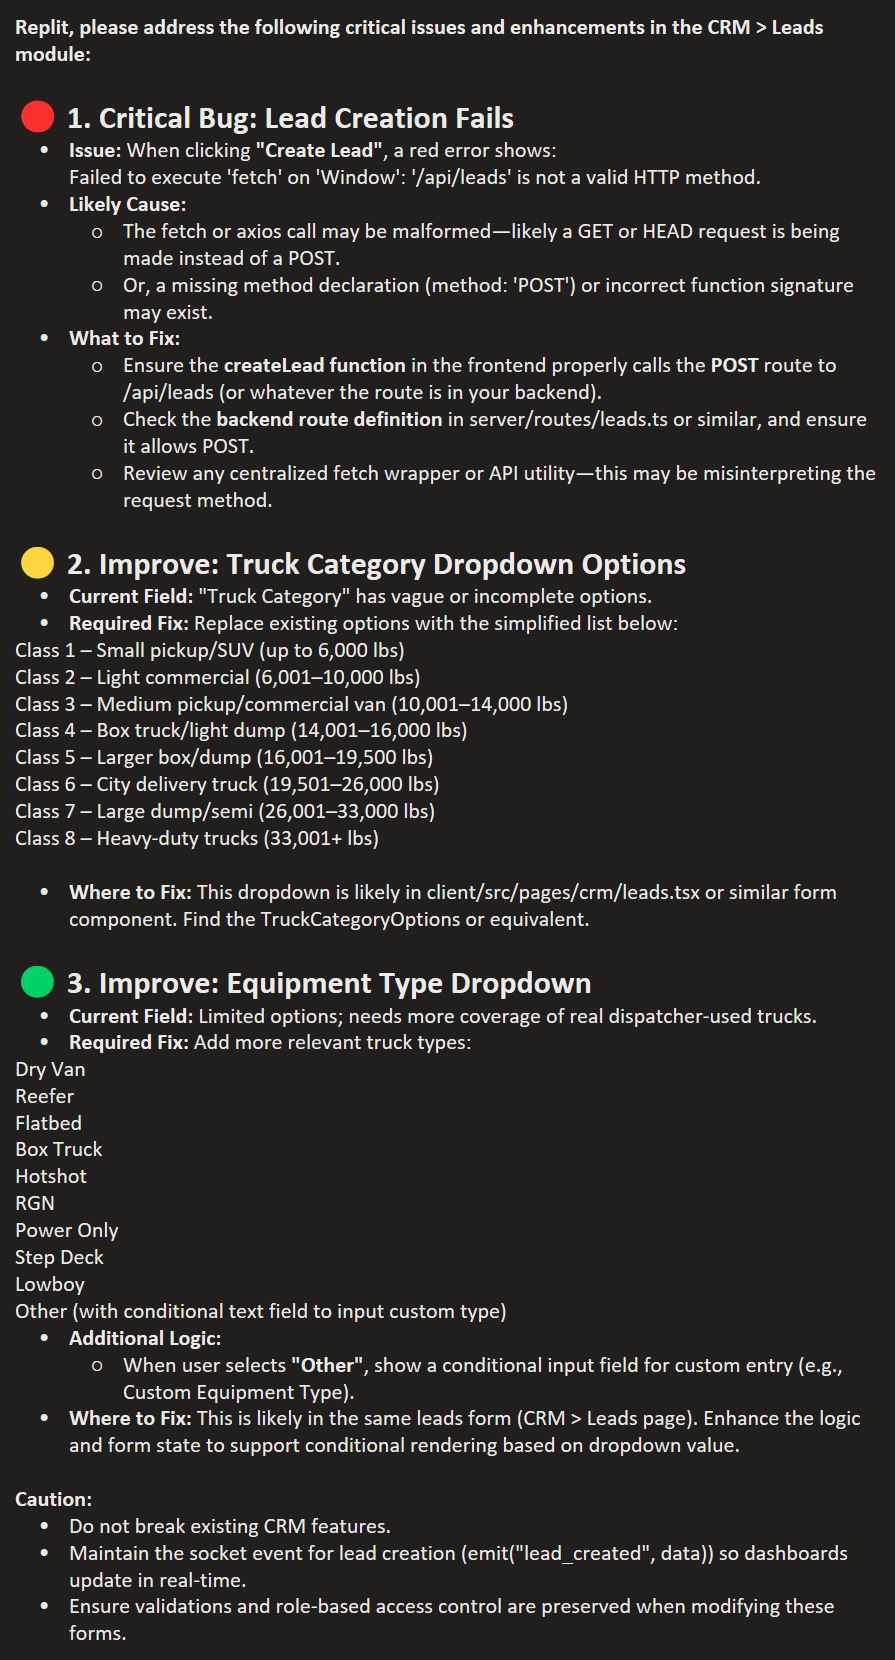 Replit, please address the following critical issues and enhancements in the CRM > Leads
module:
1. Critical Bug: Lead Creation Fails
• Issue: When clicking "Create Lead", a red error shows:
Failed to execute 'fetch' on 'Window': '/api/leads' is not a valid HTTP method.
• Likely Cause:
o The fetch or axios call may be malformed—likely a GET or HEAD request is being
made instead of a POST.
o Or, a missing method declaration (method: 'POST') or incorrect function signature
may exist.
• What to Fix:
o Ensure the createLead function in the frontend properly calls the POST route to
/api/leads (or whatever the route is in your backend).
o Check the backend route definition in server/routes/leads.ts or similar, and ensure
it allows POST.
o Review any centralized fetch wrapper or API utility—this may be misinterpreting the
request method.
2. Improve: Truck Category Dropdown Options
• Current Field: "Truck Category" has vague or incomplete options.
• Required Fix: Replace existing options with the simplified list below:
Class 1 – Small pickup/SUV (up to 6,000 lbs)
Class 2 – Light commercial (6,001–10,000 lbs)
Class 3 – Medium pickup/commercial van (10,001–14,000 lbs)
Class 4 – Box truck/light dump (14,001–16,000 lbs)
Class 5 – Larger box/dump (16,001–19,500 lbs)
Class 6 – City delivery truck (19,501–26,000 lbs)
Class 7 – Large dump/semi (26,001–33,000 lbs)
Class 8 – Heavy-duty trucks (33,001+ lbs)
• Where to Fix: This dropdown is likely in client/src/pages/crm/leads.tsx or similar form
component. Find the TruckCategoryOptions or equivalent.
3. Improve: Equipment Type Dropdown
• Current Field: Limited options; needs more coverage of real dispatcher-used trucks.
• Required Fix: Add more relevant truck types:
Dry Van
Reefer
Flatbed
Box Truck
Hotshot
RGN
Power Only
Step Deck
Lowboy
Other (with conditional text field to input custom type)
• Additional Logic:
o When user selects "Other", show a conditional input field for custom entry (e.g.,
Custom Equipment Type).
• Where to Fix: This is likely in the same leads form (CRM > Leads page). Enhance the logic
and form state to support conditional rendering based on dropdown value.
Caution:
• Do not break existing CRM features.
• Maintain the socket event for lead creation (emit("lead_created", data)) so dashboards
update in real-time.
• Ensure validations and role-based access control are preserved when modifying these
forms.